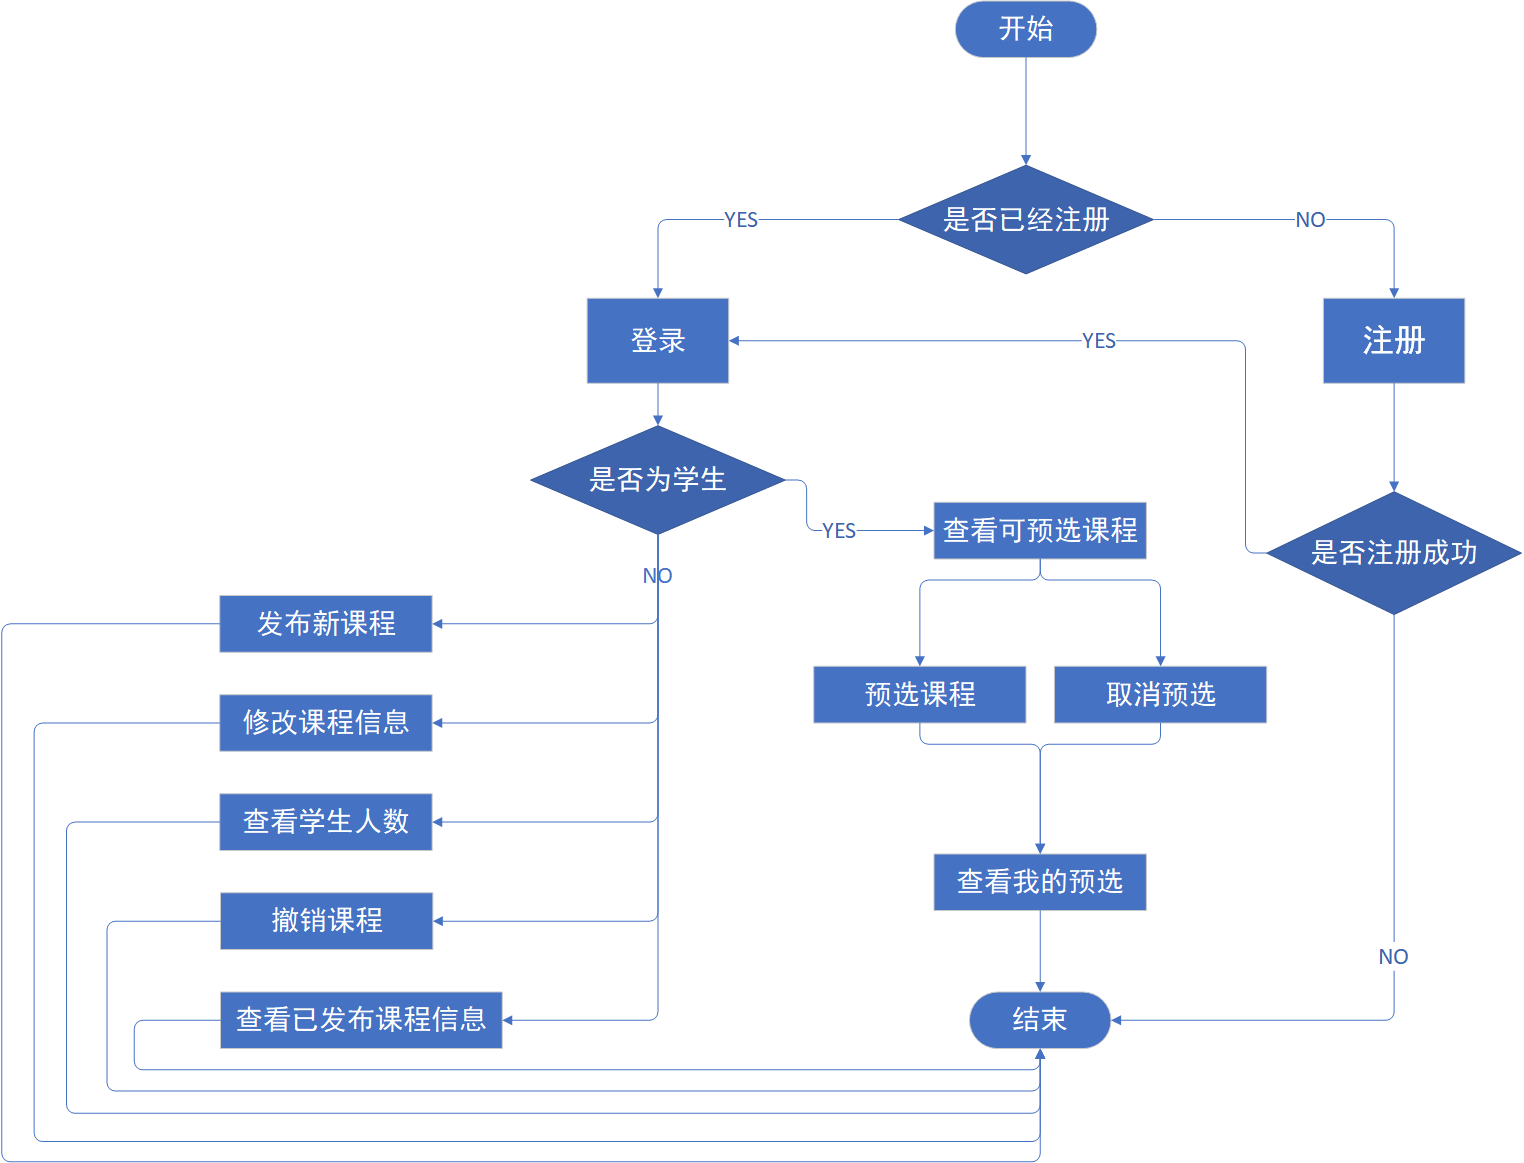 开始
是否已经注册
YES
NO
登录
注册
YES
是否为学生
YES
查看可预选课程
是否注册成功
NO
发布新课程
预选课程
取消预选
修改课程信息
查看学生人数
查看我的预选
撤销课程
NO
查看已发布课程信息
结束